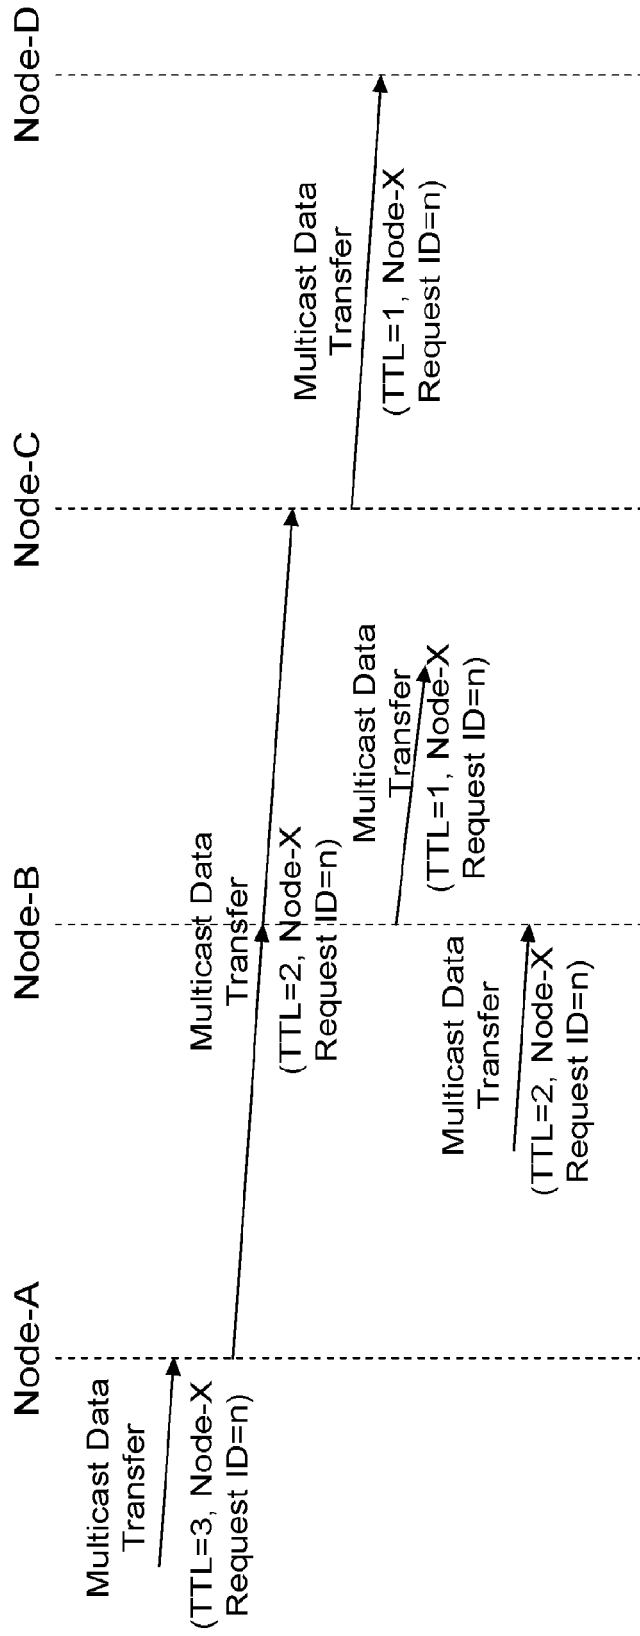 Node-A
Node-B
Node-C
Node-D
Multicast Data
Transfer
(TTL=3, Node-X
Request ID=n)
Multicast Data
Transfer
(TTL=2, Node-X
Request ID=n)
Multicast Data
Transfer
(TTL=1, Node-X
Request ID=n)
Multicast Data
Transfer
(TTL=1, Node-X
Request ID=n)
Multicast Data
Transfer
(TTL=2, Node-X
Request ID=n)